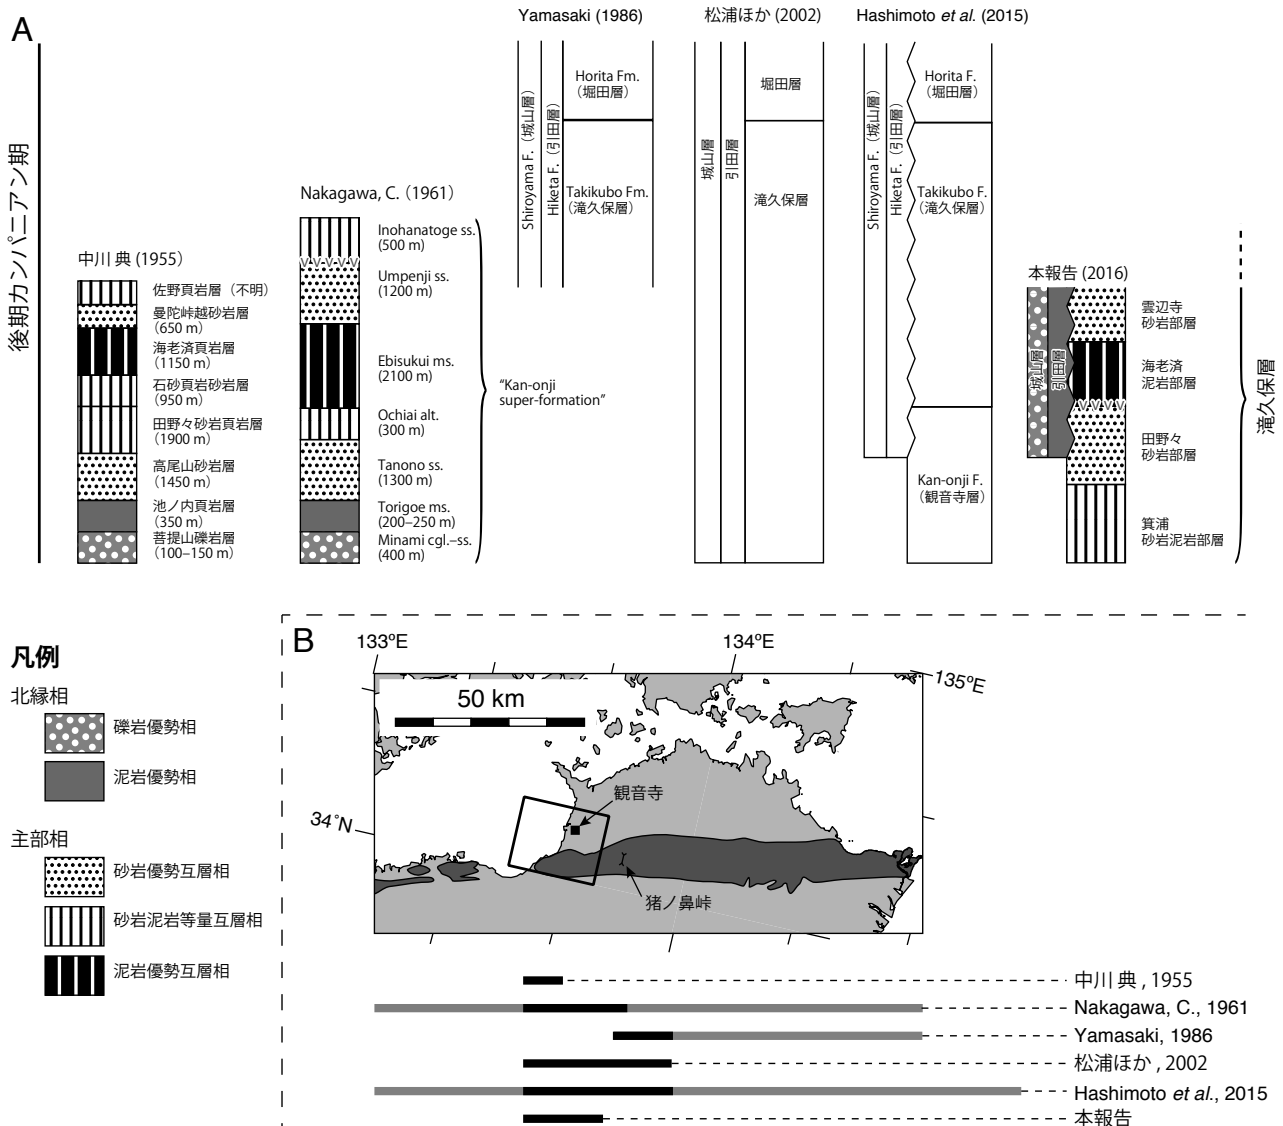 A
後期カンパニアン期
中川 典 (1955)
佐野頁岩層（不明）
曼陀峠越砂岩層
(650 m)
海老済頁岩層
(1150 m)
石砂頁岩砂岩層
(950 m)
田野々砂岩頁岩層
(1900 m)
高尾山砂岩層
(1450 m)
池ノ内頁岩層
(350 m)
菩提山礫岩層
(100–150 m)
Nakagawa, C. (1961)
Inohanatoge ss.
(500 m)
V V V V V
Umpenji ss.
(1200 m)
Ebisukui ms.
(2100 m)
Ochiai alt.
(300 m)
Tanono ss.
(1300 m)
Torigoe ms.
(200–250 m)
Minami cgl.–ss.
(400 m)
“Kan-onji
super-formation”
Yamasaki (1986)
Shiroyama F.（城山層）
Hiketa F.（引田層）
Horita Fm.
（堀田層）
Takikubo Fm.
（滝久保層）
松浦ほか (2002)
城山層
引田層
堀田層
滝久保層
Hashimoto et al. (2015)
Shiroyama F.（城山層）
Hiketa F.（引田層）
Horita F.
（堀田層）
Takikubo F.
（滝久保層）
Kan-onji F.
（観音寺層）
本報告 (2016)
城山層
引田層
V V V V
雲辺寺
砂岩部層
海老済
泥岩部層
田野々
砂岩部層
箕浦
砂岩泥岩部層
滝久保層
凡例
北縁相
礫岩優勢相
泥岩優勢相
主部相
砂岩優勢互層相
砂岩泥岩等量互層相
泥岩優勢互層相
B
133°E
134°E
135°E
50 km
34°N
観音寺
猪ノ鼻峠
中川 典 , 1955
Nakagawa, C., 1961
Yamasaki, 1986
松浦ほか , 2002
Hashimoto et al., 2015
本報告